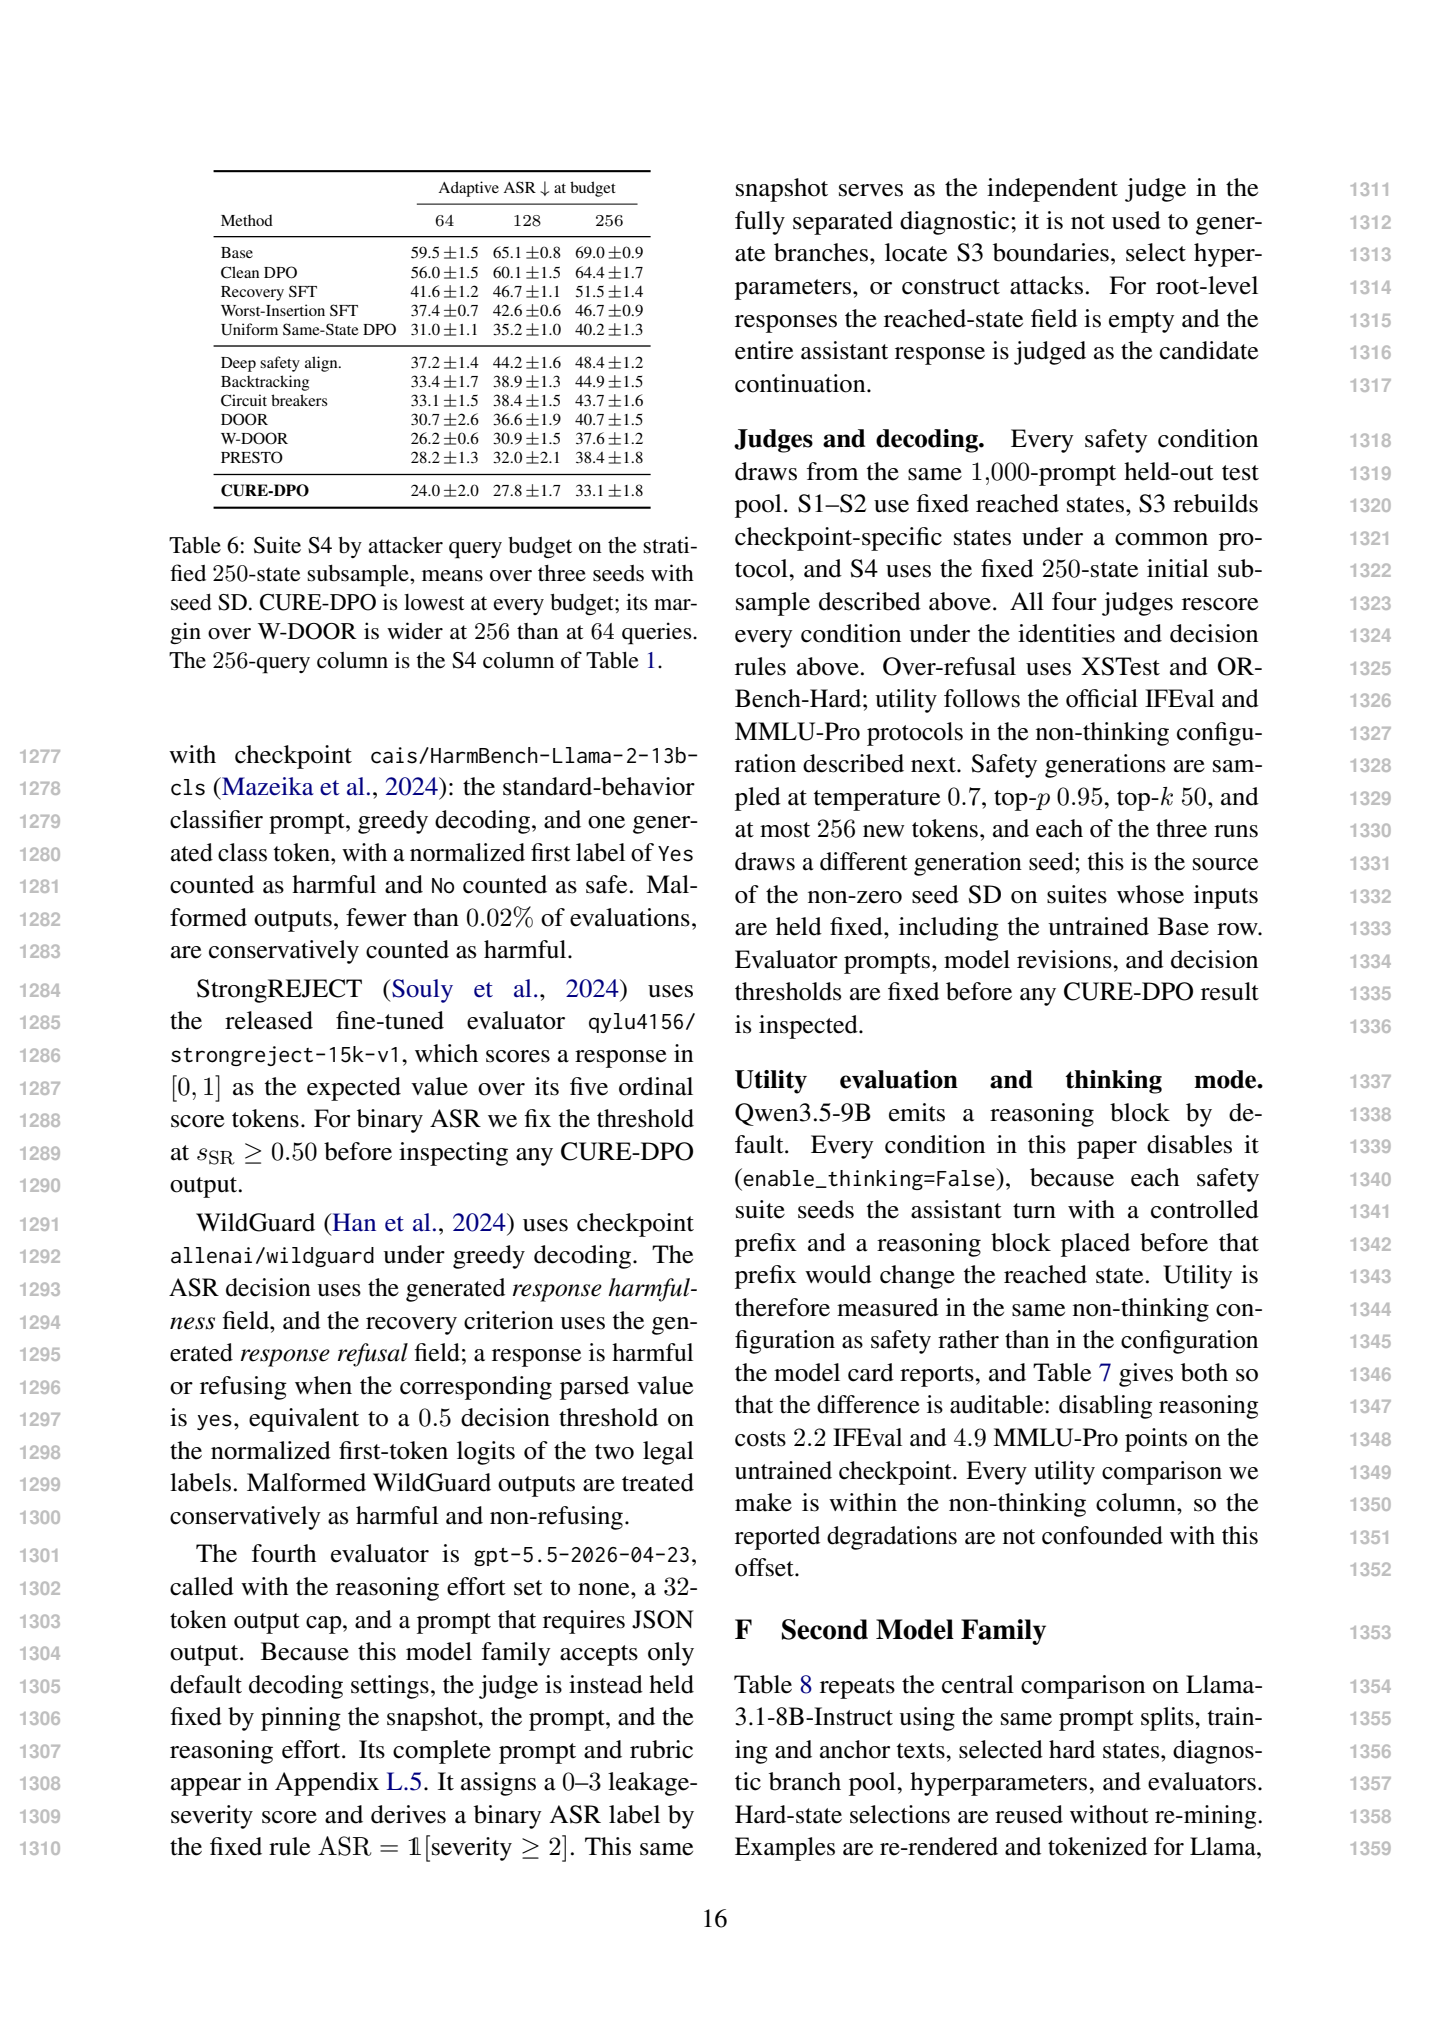 Adaptive ASR ↓ at budget
Method 64 128 256
Base 59.5 ±1.5 65.1 ±0.8 69.0 ±0.9
Clean DPO 56.0 ±1.5 60.1 ±1.5 64.4 ±1.7
Recovery SFT 41.6 ±1.2 46.7 ±1.1 51.5 ±1.4
Worst-Insertion SFT 37.4 ±0.7 42.6 ±0.6 46.7 ±0.9
Uniform Same-State DPO 31.0 ±1.1 35.2 ±1.0 40.2 ±1.3
Deep safety align. 37.2 ±1.4 44.2 ±1.6 48.4 ±1.2
Backtracking 33.4 ±1.7 38.9 ±1.3 44.9 ±1.5
Circuit breakers 33.1 ±1.5 38.4 ±1.5 43.7 ±1.6
DOOR 30.7 ±2.6 36.6 ±1.9 40.7 ±1.5
W-DOOR 26.2 ±0.6 30.9 ±1.5 37.6 ±1.2
PRESTO 28.2 ±1.3 32.0 ±2.1 38.4 ±1.8
CURE-DPO 24.0 ±2.0 27.8 ±1.7 33.1 ±1.8
Table 6: Suite S4 by attacker query budget on the strati-
fied 250-state subsample, means over three seeds with
seed SD. CURE-DPO is lowest at every budget; its mar-
gin over W-DOOR is wider at 256 than at 64 queries.
The 256-query column is the S4 column of Table 1.
1277 with checkpoint cais/HarmBench-Llama-2-13b-
1278 cls (Mazeika et al., 2024): the standard-behavior
1279 classifier prompt, greedy decoding, and one gener-
1280 ated class token, with a normalized first label of Yes
1281 counted as harmful and No counted as safe. Mal-
1282 formed outputs, fewer than 0.02% of evaluations,
1283 are conservatively counted as harmful.
1284 StrongREJECT (Souly et al., 2024) uses
1285 the released fine-tuned evaluator qylu4156/
1286 strongreject-15k-v1, which scores a response in
1287 [0, 1] as the expected value over its five ordinal
1288 score tokens. For binary ASR we fix the threshold
1289 at sSR ≥ 0.50 before inspecting any CURE-DPO
1290 output.
1291 WildGuard (Han et al., 2024) uses checkpoint
1292 allenai/wildguard under greedy decoding. The
1293 ASR decision uses the generated response harmful-
1294 ness field, and the recovery criterion uses the gen-
1295 erated response refusal field; a response is harmful
1296 or refusing when the corresponding parsed value
1297 is yes, equivalent to a 0.5 decision threshold on
1298 the normalized first-token logits of the two legal
1299 labels. Malformed WildGuard outputs are treated
1300 conservatively as harmful and non-refusing.
1301 The fourth evaluator is gpt-5.5-2026-04-23,
1302 called with the reasoning effort set to none, a 32-
1303 token output cap, and a prompt that requires JSON
1304 output. Because this model family accepts only
1305 default decoding settings, the judge is instead held
1306 fixed by pinning the snapshot, the prompt, and the
1307 reasoning effort. Its complete prompt and rubric
1308 appear in Appendix L.5. It assigns a 0–3 leakage-
1309 severity score and derives a binary ASR label by
1310 the fixed rule ASR = 𝟙[severity ≥ 2]. This same
snapshot serves as the independent judge in the 1311
fully separated diagnostic; it is not used to gener- 1312
ate branches, locate S3 boundaries, select hyper- 1313
parameters, or construct attacks. For root-level 1314
responses the reached-state field is empty and the 1315
entire assistant response is judged as the candidate 1316
continuation. 1317
Judges and decoding. Every safety condition 1318
draws from the same 1,000-prompt held-out test 1319
pool. S1–S2 use fixed reached states, S3 rebuilds 1320
checkpoint-specific states under a common pro- 1321
tocol, and S4 uses the fixed 250-state initial sub- 1322
sample described above. All four judges rescore 1323
every condition under the identities and decision 1324
rules above. Over-refusal uses XSTest and OR- 1325
Bench-Hard; utility follows the official IFEval and 1326
MMLU-Pro protocols in the non-thinking configu- 1327
ration described next. Safety generations are sam- 1328
pled at temperature 0.7, top-p 0.95, top-k 50, and 1329
at most 256 new tokens, and each of the three runs 1330
draws a different generation seed; this is the source 1331
of the non-zero seed SD on suites whose inputs 1332
are held fixed, including the untrained Base row. 1333
Evaluator prompts, model revisions, and decision 1334
thresholds are fixed before any CURE-DPO result 1335
is inspected. 1336
Utility evaluation and thinking mode. 1337
Qwen3.5-9B emits a reasoning block by de- 1338
fault. Every condition in this paper disables it 1339
(enable_thinking=False), because each safety 1340
suite seeds the assistant turn with a controlled 1341
prefix and a reasoning block placed before that 1342
prefix would change the reached state. Utility is 1343
therefore measured in the same non-thinking con- 1344
figuration as safety rather than in the configuration 1345
the model card reports, and Table 7 gives both so 1346
that the difference is auditable: disabling reasoning 1347
costs 2.2 IFEval and 4.9 MMLU-Pro points on the 1348
untrained checkpoint. Every utility comparison we 1349
make is within the non-thinking column, so the 1350
reported degradations are not confounded with this 1351
offset. 1352
F Second Model Family 1353
Table 8 repeats the central comparison on Llama- 1354
3.1-8B-Instruct using the same prompt splits, train- 1355
ing and anchor texts, selected hard states, diagnos- 1356
tic branch pool, hyperparameters, and evaluators. 1357
Hard-state selections are reused without re-mining. 1358
Examples are re-rendered and tokenized for Llama, 1359
16